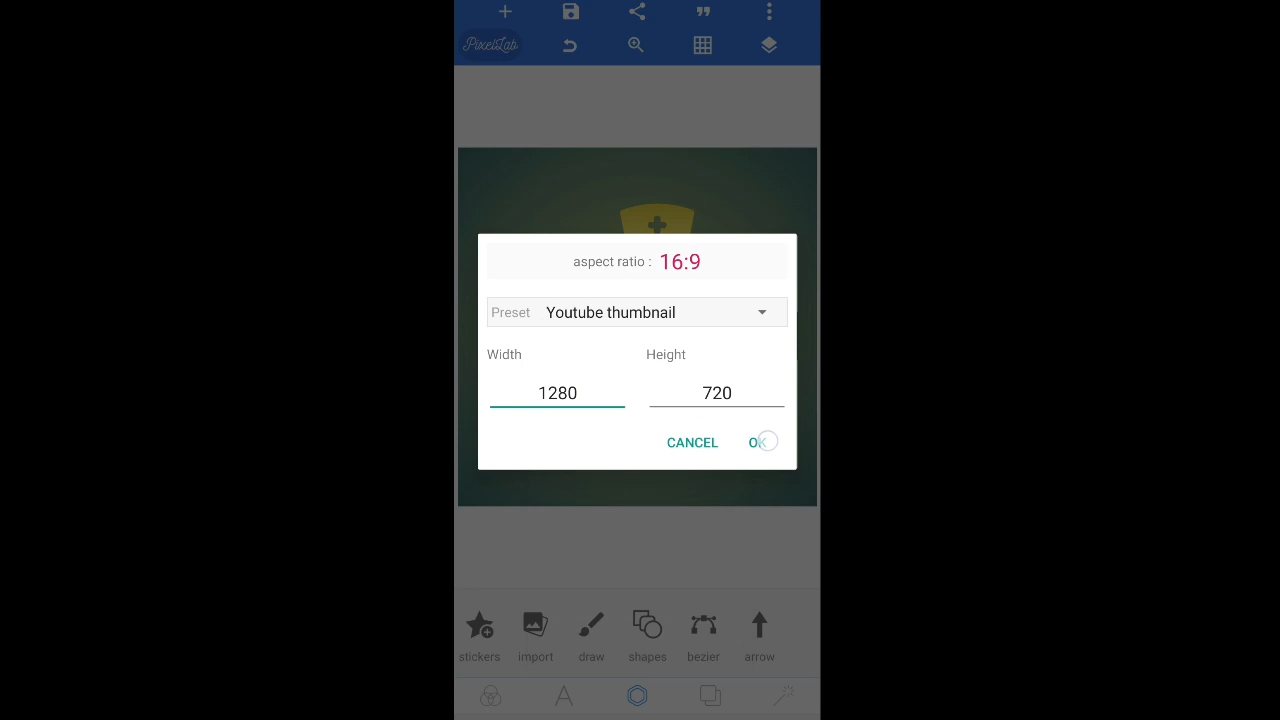 PixelLab
aspect ratio : 16:9
Preset Youtube thumbnail
Width Height
1280 720
CANCEL OK
stickers import draw shapes bezier arrow